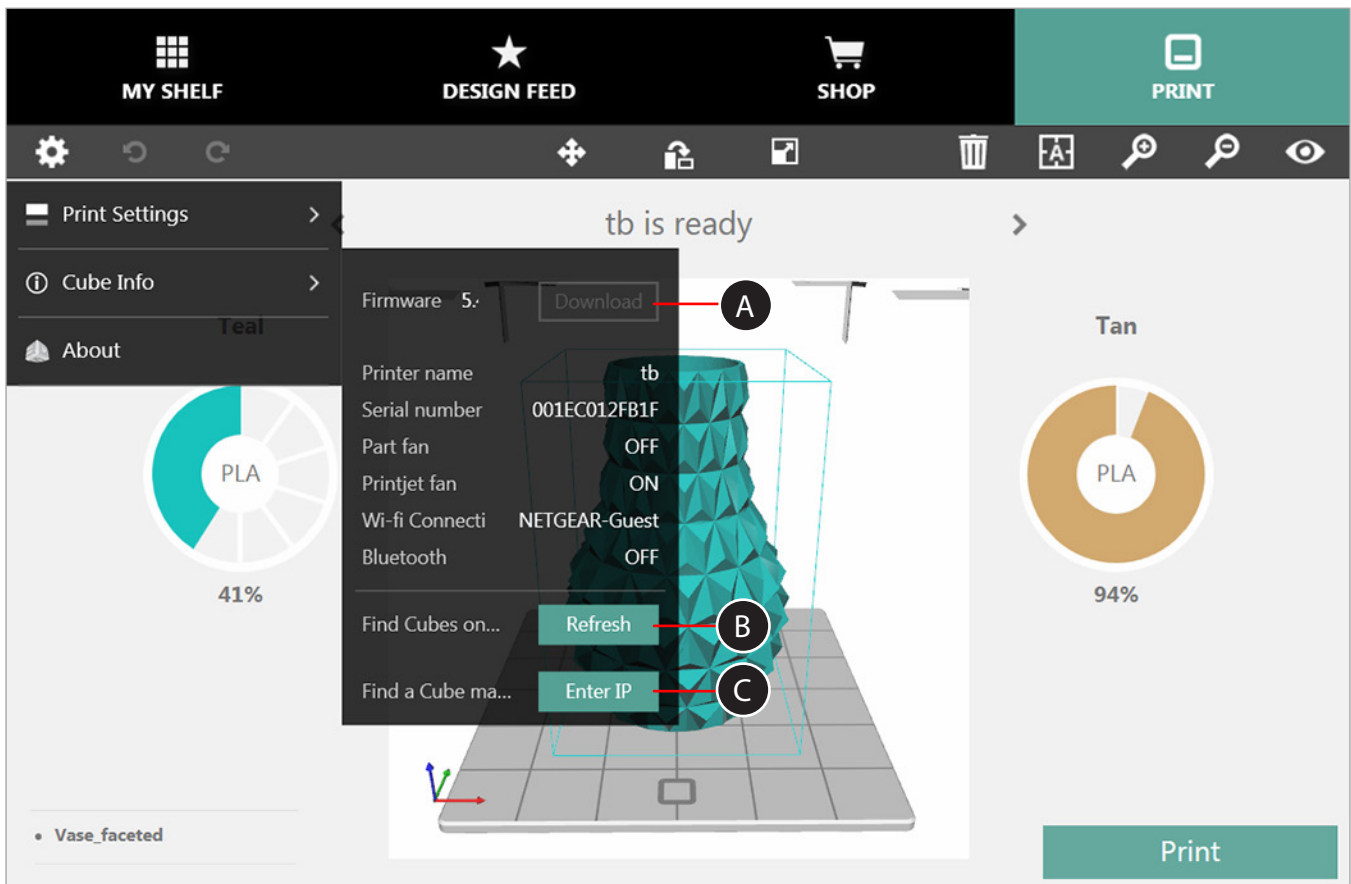 MY SHELF
DESIGN FEED
SHOP
PRINT
A
Print Settings
tb is ready
Cube Info
Firmware 5.
Download
A
Teal
Tan
About
Printer name tb
Serial number 001EC012FB1F
Part fan OFF
PLA
PLA
Printjet fan ON
Wi-fi Connecti NETGEAR-Guest
Bluetooth OFF
41%
94%
Find Cubes on... Refresh
B
Find a Cube ma... Enter IP
C
• Vase_faceted
Print